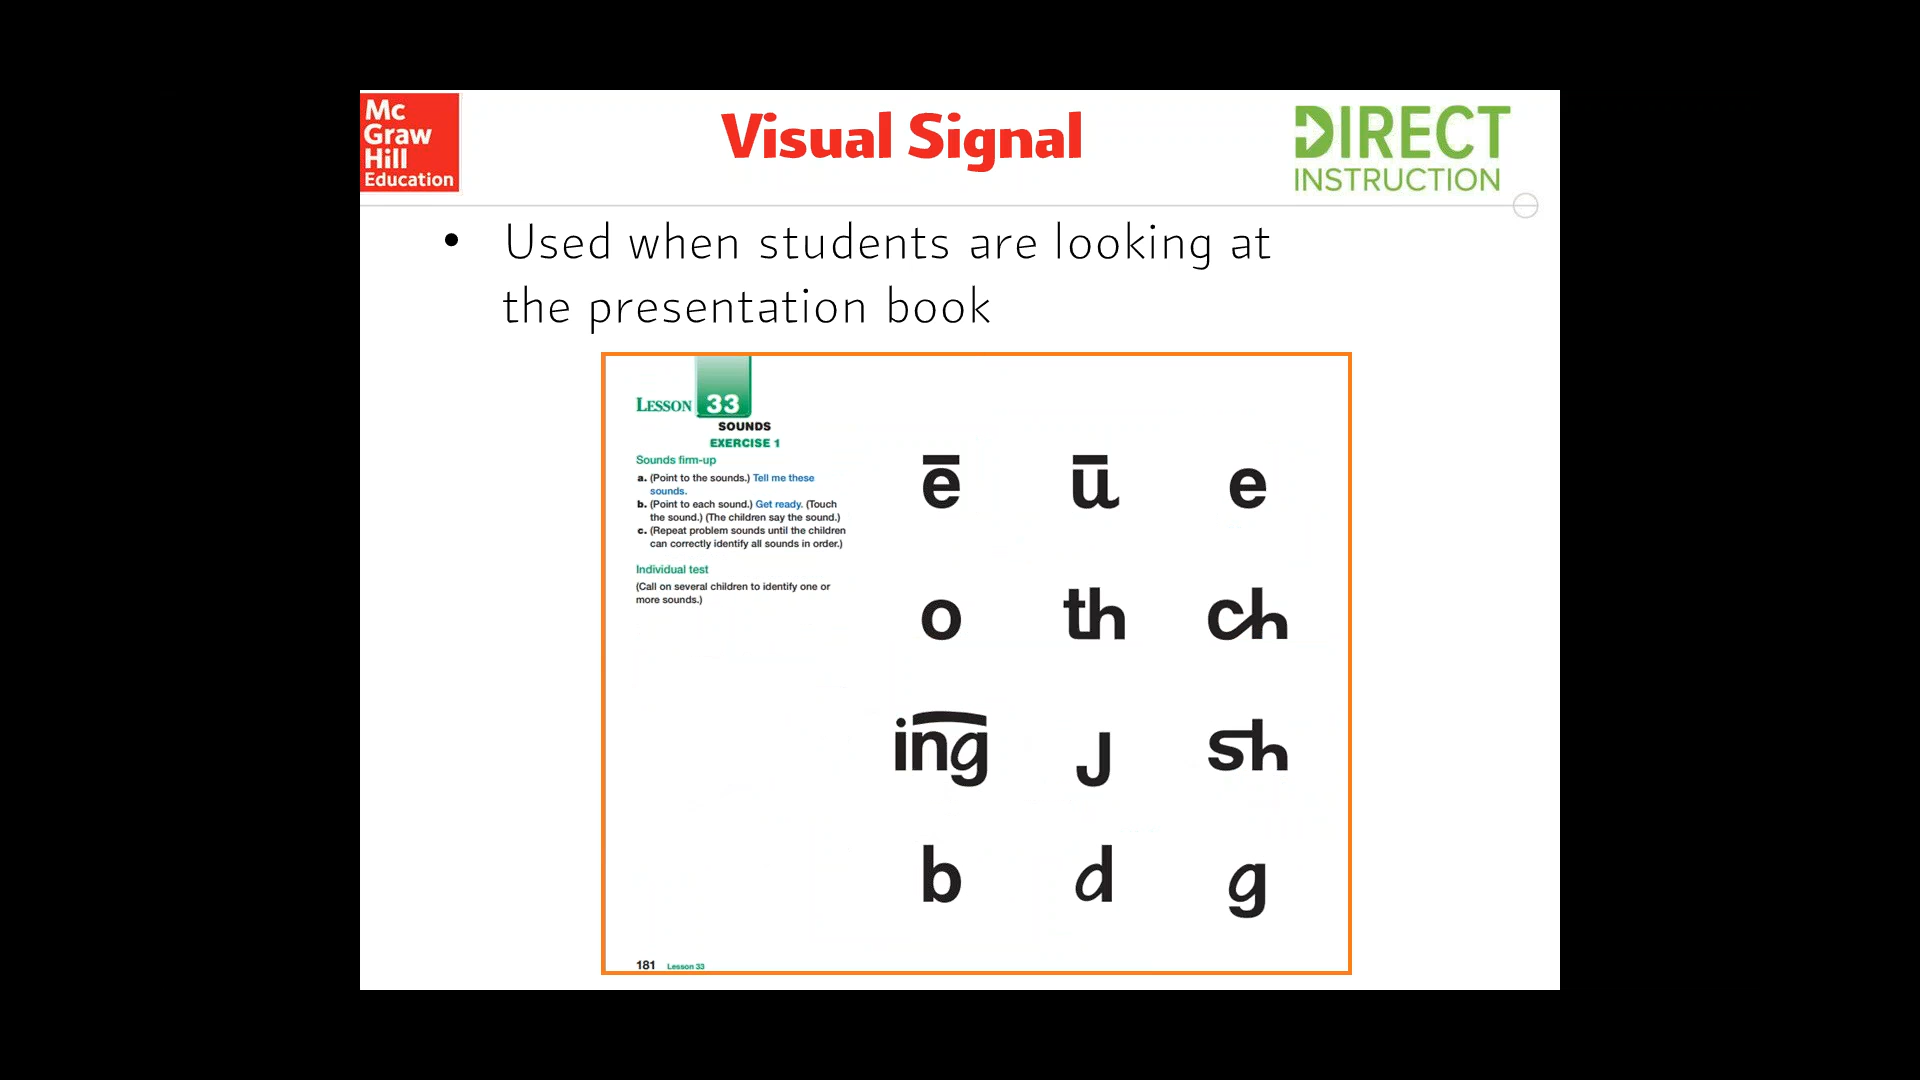 Mc
Graw
Hill
Education
Visual Signal
DIRECT
INSTRUCTION
• Used when students are looking at
the presentation book
LESSON 33
SOUNDS
EXERCISE 1
Sounds firm-up
a. (Point to the sounds.) Tell me these
sounds.
b. (Point to each sound.) Get ready. (Touch
the sound.) (The children say the sound.)
c. (Repeat problem sounds until the children
can correctly identify all sounds in order.)
Individual test
(Call on several children to identify one or
more sounds.)
ē ū e
o th ch
ing J sh
b d g
181 Lesson 33